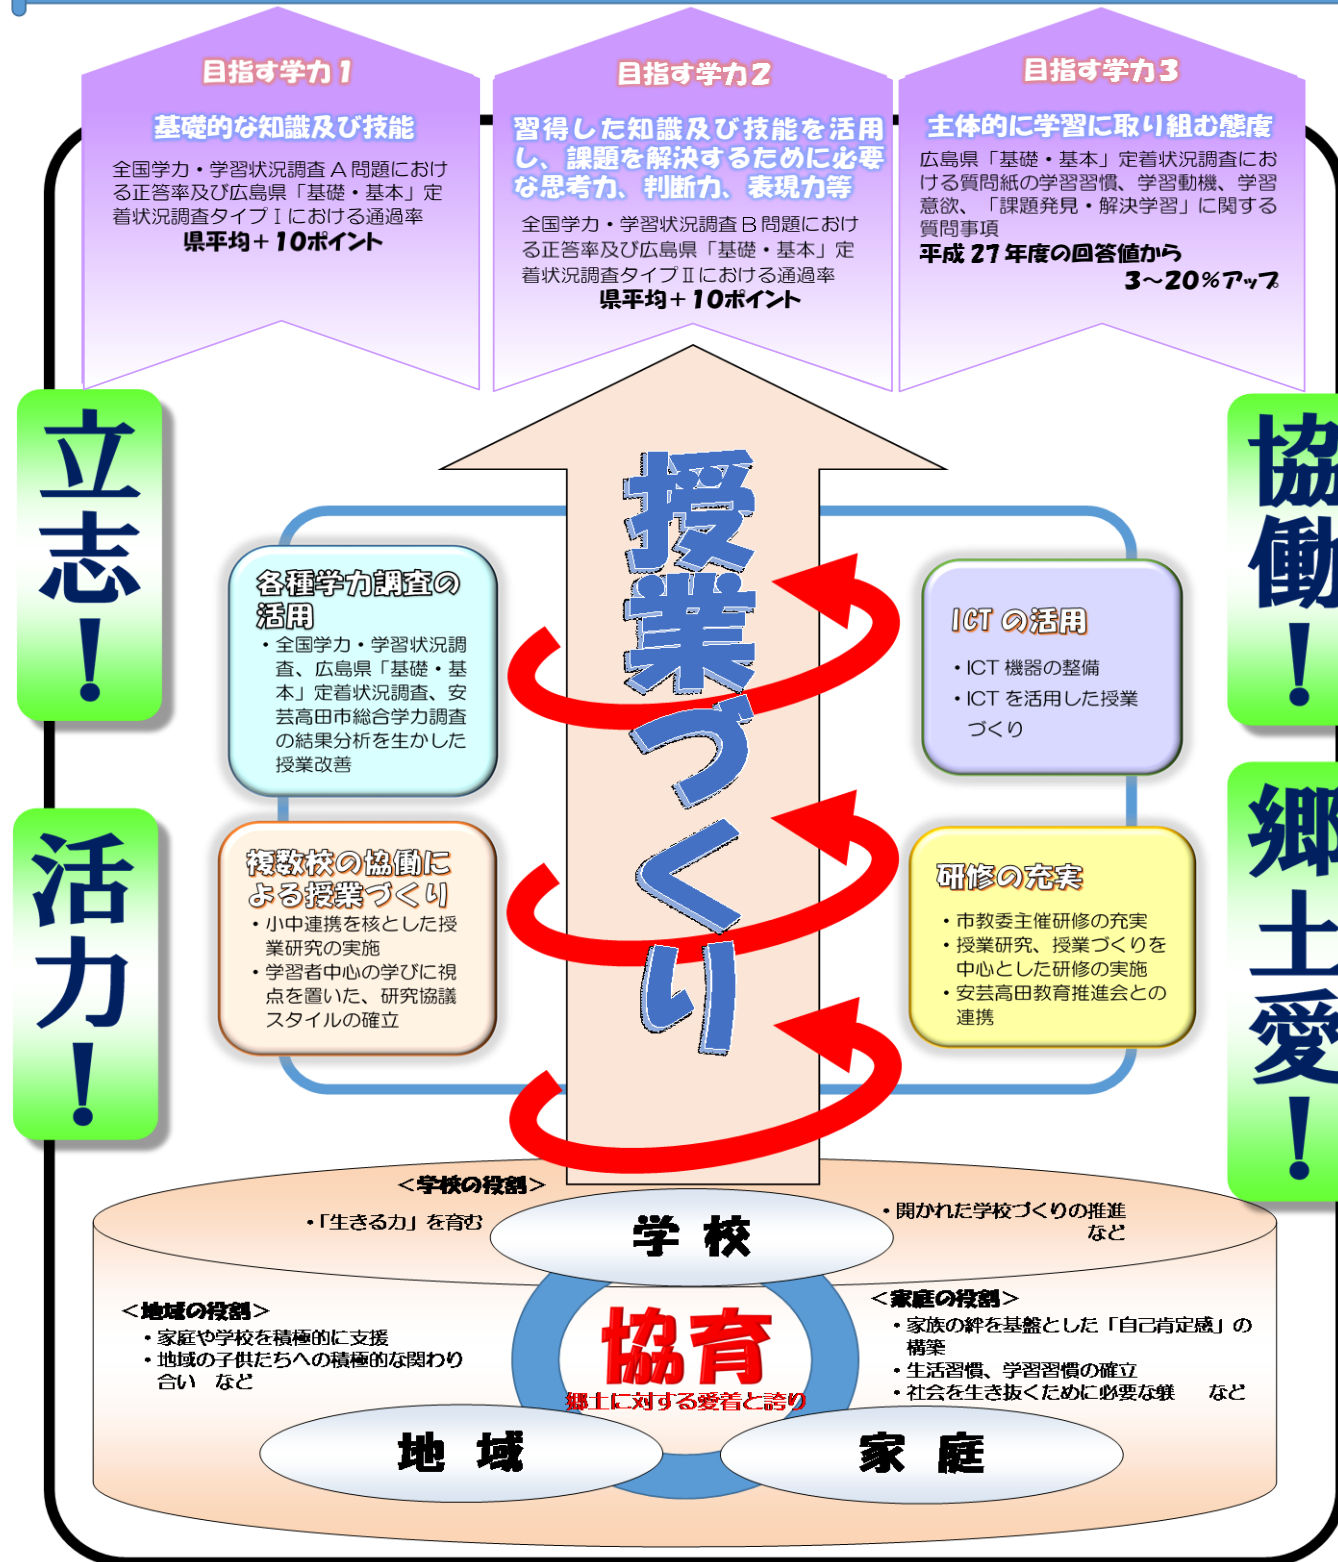 目指す学力1
基礎的な知識及び技能
全国学力・学習状況調査A問題におけ
る正答率及び広島県「基礎・基本」定
着状況調査タイプⅠにおける通過率
県平均＋10ポイント
目指す学力2
習得した知識及び技能を活用
し、課題を解決するために必要
な思考力、判断力、表現力等
全国学力・学習状況調査B問題におけ
る正答率及び広島県「基礎・基本」定
着状況調査タイプⅡにおける通過率
県平均＋10ポイント
目指す学力3
主体的に学習に取り組む態度
広島県「基礎・基本」定着状況調査にお
ける質問紙の学習習慣、学習動機、学習
意欲、「課題発見・解決学習」に関する
質問事項
平成27年度の回答値から
3～20％アップ
立志！
活力！
協働！
郷土愛！
授業づくり
各種学力調査の
活用
・全国学力・学習状況調
査、広島県「基礎・基
本」定着状況調査、安
芸高田市総合学力調査
の結果分析を生かした
授業改善
ICTの活用
・ICT機器の整備
・ICTを活用した授業
づくり
複数校の協働に
よる授業づくり
・小中連携を核とした授
業研究の実施
・学習者中心の学びに視
点を置いた、研究協議
スタイルの確立
研修の充実
・市教委主催研修の充実
・授業研究、授業づくりを
中心とした研修の実施
・安芸高田教育推進会との
連携
＜学校の役割＞
・「生きる力」を育む
・開かれた学校づくりの推進
など
学校
＜地域の役割＞
・家庭や学校を積極的に支援
・地域の子供たちへの積極的な関わり
合い　など
＜家庭の役割＞
・家族の絆を基盤とした「自己肯定感」の
構築
・生活習慣、学習習慣の確立
・社会を生き抜くために必要な躾　など
協育
郷土に対する愛着と誇り
地域
家庭